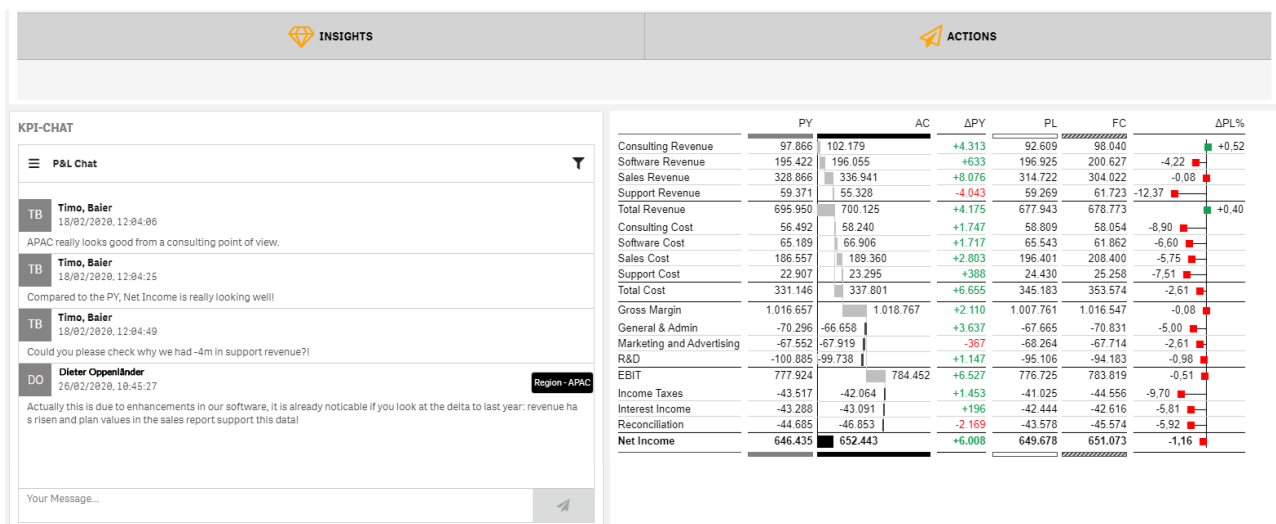 INSIGHTS
ACTIONS
KPI-CHAT
P&L Chat
TB Timo, Baier
18/02/2020, 12:04:06
APAC really looks good from a consulting point of view.
TB Timo, Baier
18/02/2020, 12:04:25
Compared to the PY, Net Income is really looking well!
TB Timo, Baier
18/02/2020, 12:04:49
Could you please check why we had -4m in support revenue?!
DO Dieter Oppenländer
26/02/2020, 10:45:27
Region - APAC
Actually this is due to enhancements in our software, it is already noticable if you look at the delta to last year: revenue ha
s risen and plan values in the sales report support this data!
Your Message...
PY AC ΔPY PL FC ΔPL%
Consulting Revenue 97.866 102.179 +4.313 92.609 98.040 +0,52
Software Revenue 195.422 196.055 +633 196.925 200.627 -4,22
Sales Revenue 328.866 336.941 +8.076 314.722 304.022 -0,08
Support Revenue 59.371 55.328 -4.043 59.269 61.723 -12,37
Total Revenue 695.950 700.125 +4.175 677.943 678.773 +0,40
Consulting Cost 56.492 58.240 +1.747 58.809 58.054 -8,90
Software Cost 65.189 66.906 +1.717 65.543 61.862 -6,60
Sales Cost 186.557 189.360 +2.803 196.401 208.400 -5,75
Support Cost 22.907 23.295 +388 24.430 25.258 -7,51
Total Cost 331.146 337.801 +6.655 345.183 353.574 -2,61
Gross Margin 1.016.657 1.018.767 +2.110 1.007.761 1.016.547 -0,08
General & Admin -70.296 -66.658 +3.637 -67.665 -70.831 -5,00
Marketing and Advertising -67.552 -67.919 -367 -68.264 -67.714 -2,61
R&D -100.885 -99.738 +1.147 -95.106 -94.183 -0,98
EBIT 777.924 784.452 +6.527 776.725 783.819 -0,51
Income Taxes -43.517 -42.064 +1.453 -41.025 -44.556 -9,70
Interest Income -43.288 -43.091 +196 -42.444 -42.616 -5,81
Reconciliation -44.685 -46.853 -2.169 -43.578 -45.574 -5,92
Net Income 646.435 652.443 +6.008 649.678 651.073 -1,16